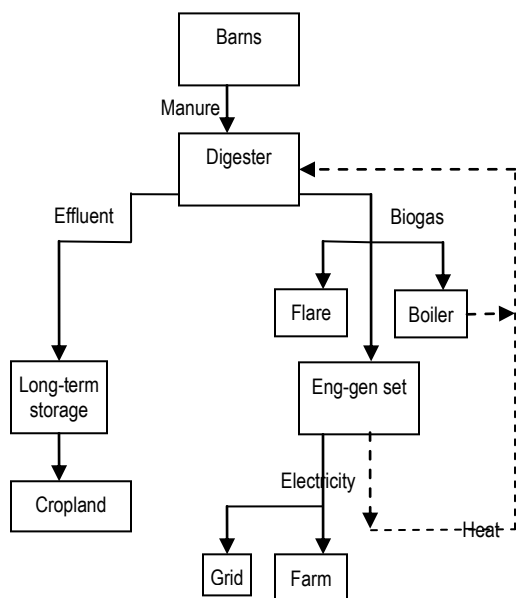 Barns
Manure
Digester
Effluent
Biogas
Flare
Boiler
Long-term
storage
Eng-gen set
Cropland
Electricity
Heat
Grid
Farm